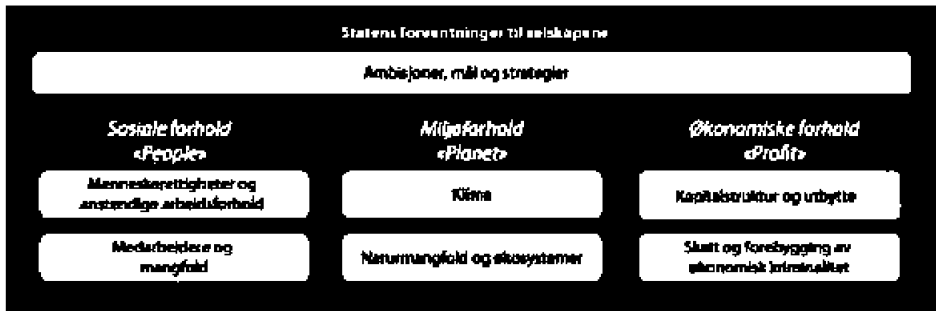 Statens forventninger til selskapene
Ambisjoner, mål og strategier
Sosiale forhold
«People»
Miljøforhold
«Planet»
Økonomiske forhold
«Profit»
Menneskerettigheter og
anstendige arbeidsforhold
Klima
Kapitalstruktur og utbytte
Medarbeidere og
mangfold
Naturmangfold og økosystemer
Skatt og forebygging av
økonomisk kriminalitet